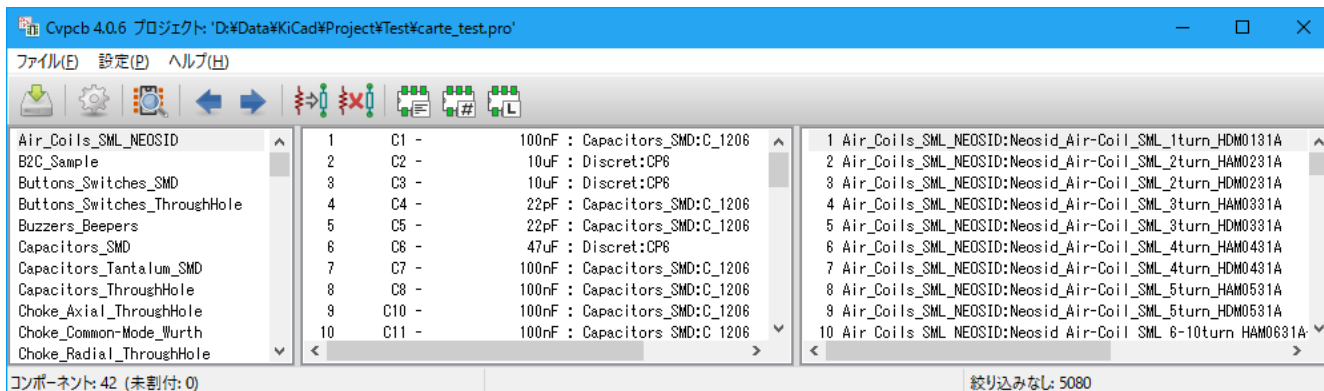 Cvpcb 4.0.6 プロジェクト: 'D:¥Data¥KiCad¥Project¥Test¥carte_test.pro'
ファイル(F) 設定(P) ヘルプ(H)
Air_Coils_SML_NEOSID
B2C_Sample
Buttons_Switches_SMD
Buttons_Switches_ThroughHole
Buzzers_Beepers
Capacitors_SMD
Capacitors_Tantalum_SMD
Capacitors_ThroughHole
Choke_Axial_ThroughHole
Choke_Common-Mode_Wurth
Choke_Radial_ThroughHole
1 C1 - 100nF : Capacitors_SMD:C_1206
2 C2 - 10uF : Discret:CP6
3 C3 - 10uF : Discret:CP6
4 C4 - 22pF : Capacitors_SMD:C_1206
5 C5 - 22pF : Capacitors_SMD:C_1206
6 C6 - 47uF : Discret:CP6
7 C7 - 100nF : Capacitors_SMD:C_1206
8 C8 - 100nF : Capacitors_SMD:C_1206
9 C10 - 100nF : Capacitors_SMD:C_1206
10 C11 - 100nF : Capacitors_SMD:C_1206
1 Air_Coils_SML_NEOSID:Neosid_Air-Coil_SML_1turn_HDM0131A
2 Air_Coils_SML_NEOSID:Neosid_Air-Coil_SML_2turn_HAM0231A
3 Air_Coils_SML_NEOSID:Neosid_Air-Coil_SML_2turn_HDM0231A
4 Air_Coils_SML_NEOSID:Neosid_Air-Coil_SML_3turn_HAM0331A
5 Air_Coils_SML_NEOSID:Neosid_Air-Coil_SML_3turn_HDM0331A
6 Air_Coils_SML_NEOSID:Neosid_Air-Coil_SML_4turn_HAM0431A
7 Air_Coils_SML_NEOSID:Neosid_Air-Coil_SML_4turn_HDM0431A
8 Air_Coils_SML_NEOSID:Neosid_Air-Coil_SML_5turn_HAM0531A
9 Air_Coils_SML_NEOSID:Neosid_Air-Coil_SML_5turn_HDM0531A
10 Air_Coils_SML_NEOSID:Neosid_Air-Coil_SML_6-10turn_HAM0631A-
コンポーネント: 42 (未割付: 0)
絞り込みなし: 5080